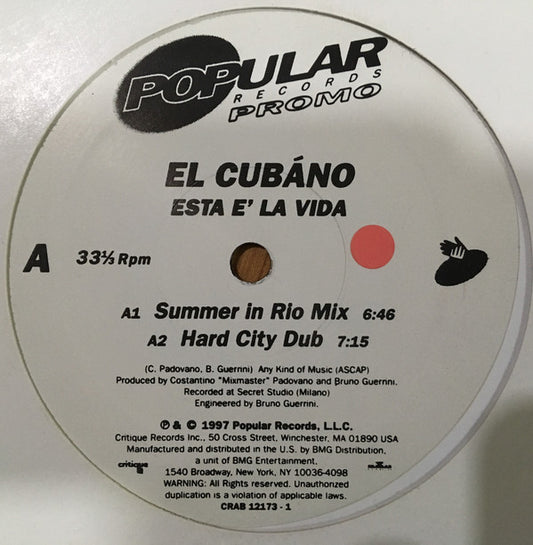 POPULAR
RECORDS
PROMO
EL CUBÁNO
ESTA E' LA VIDA
A 33⅓ Rpm
A1 Summer in Rio Mix 6:46
A2 Hard City Dub 7:15
(C. Padovano, B. Guerrini) Any Kind of Music (ASCAP)
Produced by Costantino "Mixmaster" Padovano and Bruno Guerrini.
Recorded at Secret Studio (Milano)
Engineered by Bruno Guerrini.
℗ & © 1997 Popular Records, L.L.C.
Critique Records Inc., 50 Cross Street, Winchester, MA 01890 USA
Manufactured and distributed in the U.S. by BMG Distribution,
a unit of BMG Entertainment.
critique
1540 Broadway, New York, NY 10036-4098
WARNING: All Rights reserved. Unauthorized
duplication is a violation of applicable laws.
CRAB 12173 - 1